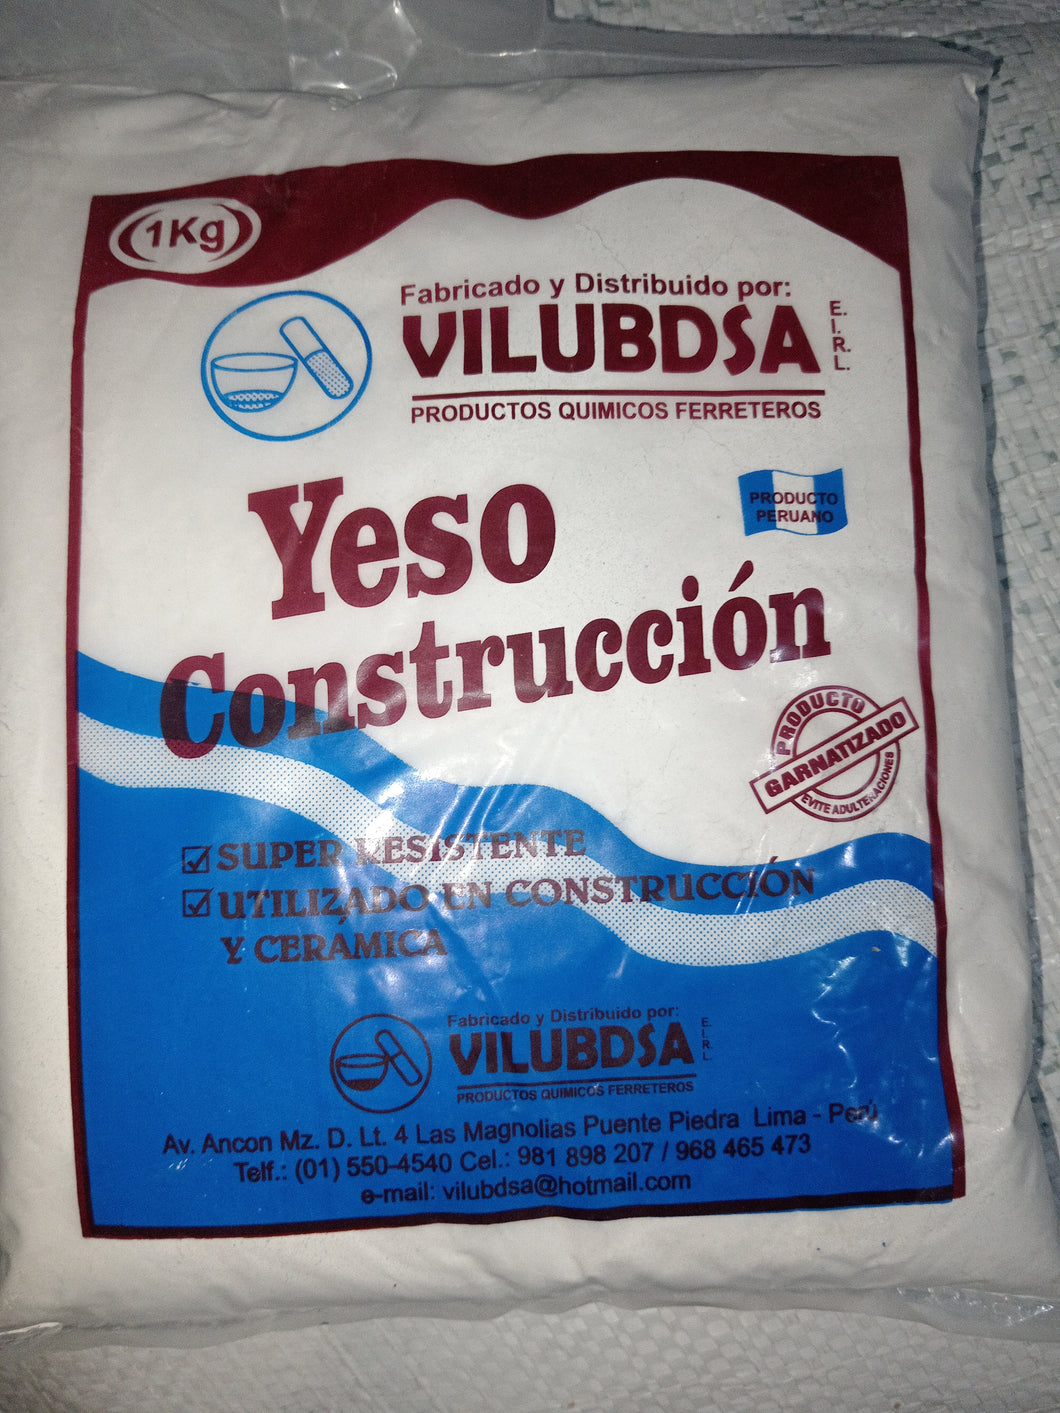 1Kg
Fabricado y Distribuido por:
VILUBDSA E.I.R.L.
PRODUCTOS QUIMICOS FERRETEROS
Yeso
PRODUCTO
PERUANO
Construcción
PRODUCTO
GARNATIZADO
EVITE ADULTERACIONES
SUPER RESISTENTE
UTILIZADO EN CONSTRUCCIÓN
Y CERÁMICA
Fabricado y Distribuido por:
VILUBDSA E.I.R.L.
PRODUCTOS QUIMICOS FERRETEROS
Av. Ancon Mz. D. Lt. 4 Las Magnolias Puente Piedra Lima - Perú
Telf.: (01) 550-4540 Cel.: 981 898 207 / 968 465 473
e-mail: vilubdsa@hotmail.com